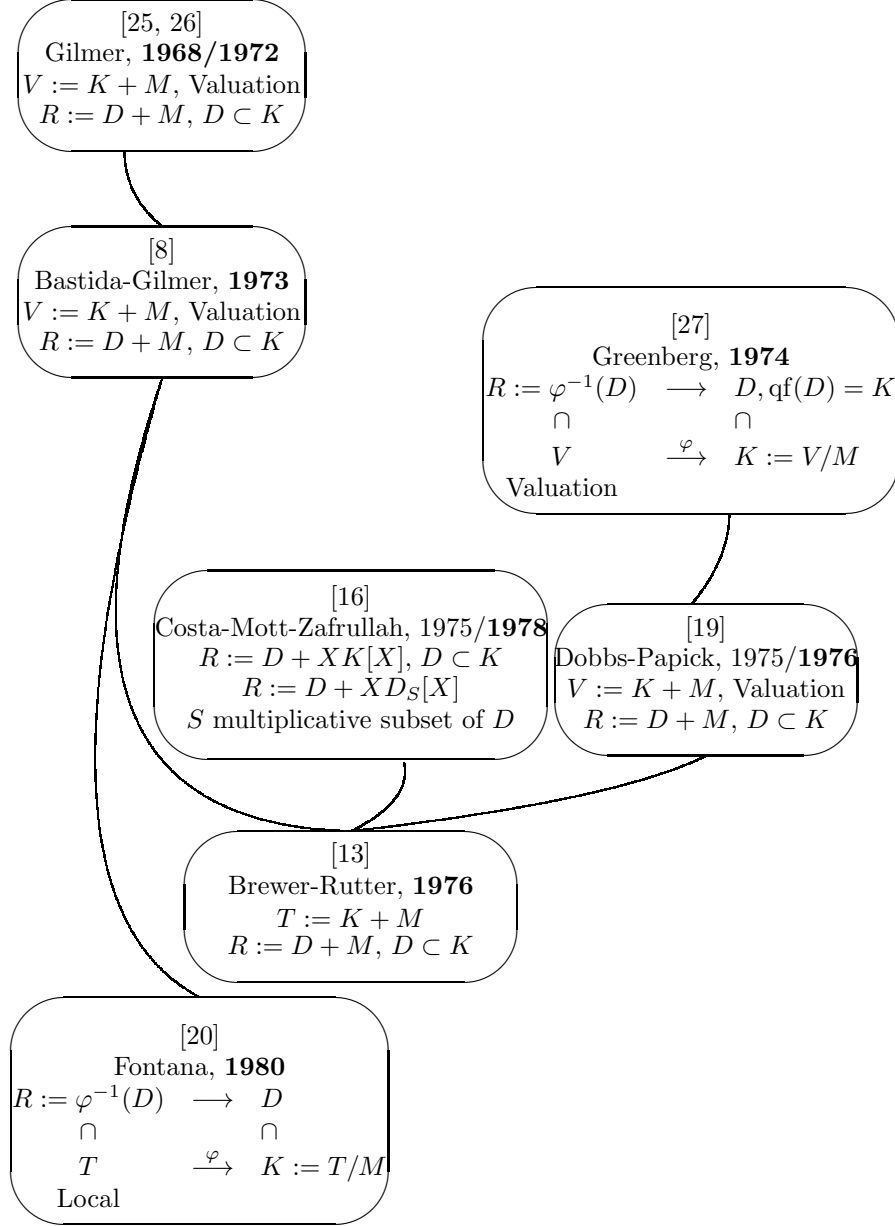 [25, 26]
Gilmer, 1968/1972
V := K + M, Valuation
R := D + M, D ⊂ K
[8]
Bastida-Gilmer, 1973
V := K + M, Valuation
R := D + M, D ⊂ K
[27]
Greenberg, 1974
R := φ⁻¹(D) ⟶ D, qf(D) = K
∩ ∩
V φ⟶ K := V/M
Valuation
[16]
Costa-Mott-Zafrullah, 1975/1978
R := D + XK[X], D ⊂ K
R := D + XD_S[X]
S multiplicative subset of D
[19]
Dobbs-Papick, 1975/1976
V := K + M, Valuation
R := D + M, D ⊂ K
[13]
Brewer-Rutter, 1976
T := K + M
R := D + M, D ⊂ K
[20]
Fontana, 1980
R := φ⁻¹(D) ⟶ D
∩ ∩
T φ⟶ K := T/M
Local